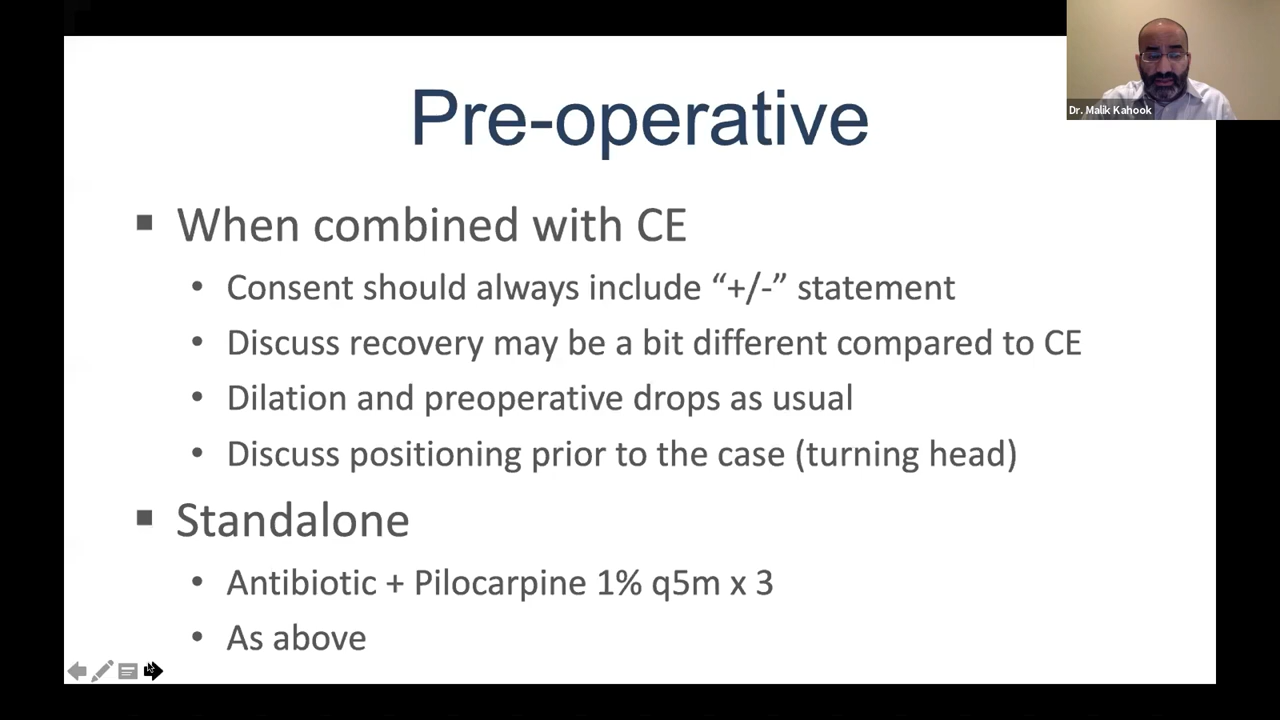 Pre-operative
Dr. Malik Kahook
▪ When combined with CE
• Consent should always include “+/-” statement
• Discuss recovery may be a bit different compared to CE
• Dilation and preoperative drops as usual
• Discuss positioning prior to the case (turning head)
▪ Standalone
• Antibiotic + Pilocarpine 1% q5m x 3
• As above